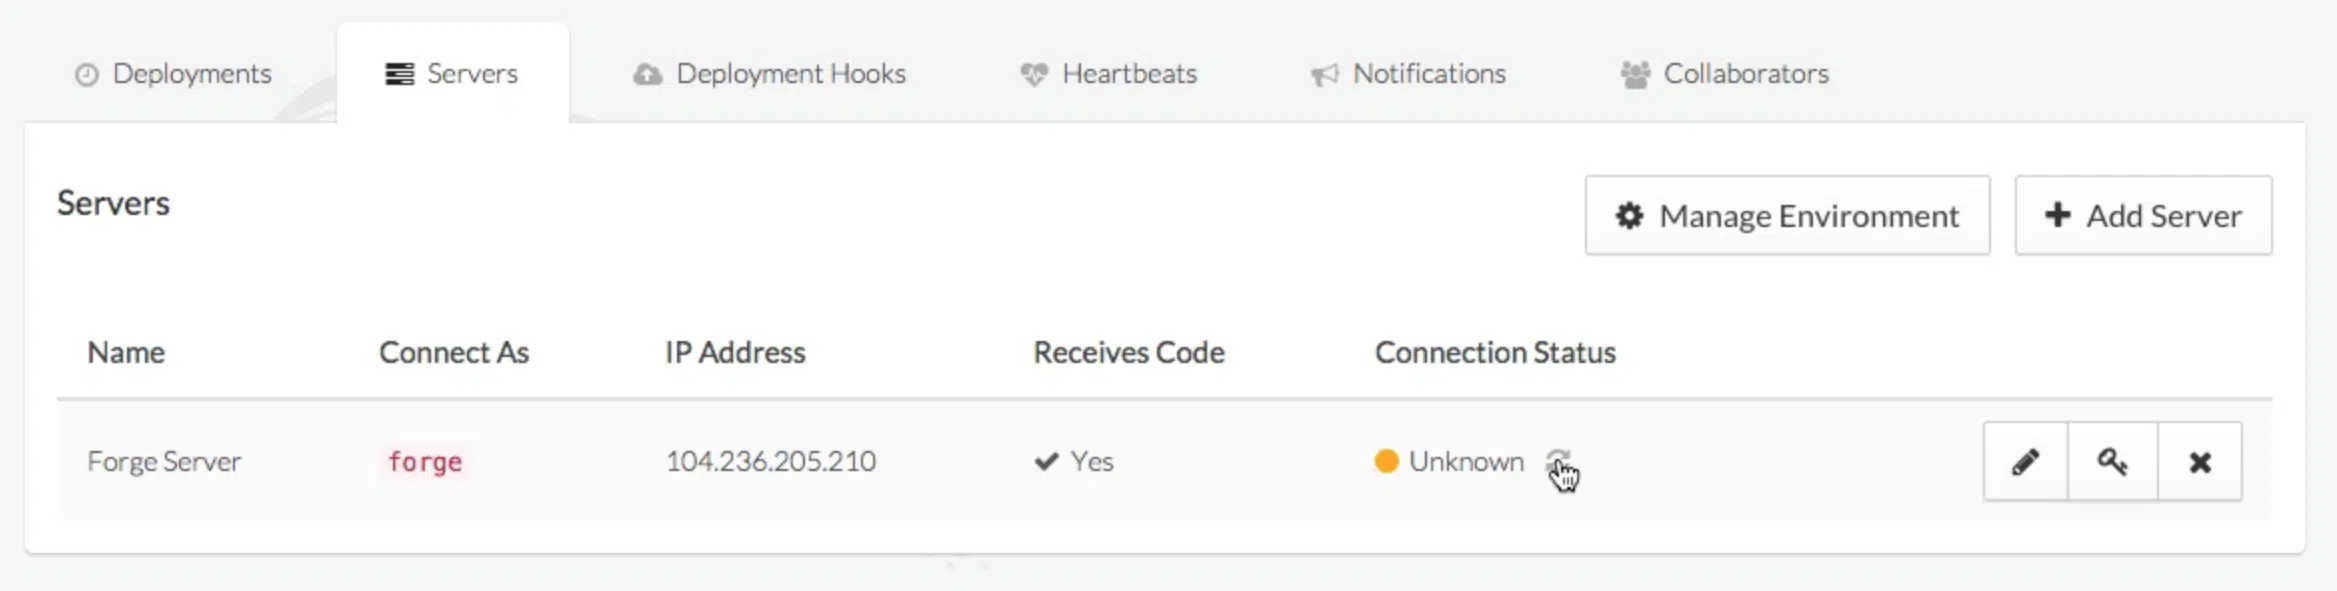 Deployments Servers Deployment Hooks Heartbeats Notifications Collaborators
Servers Manage Environment Add Server
Name Connect As IP Address Receives Code Connection Status
Forge Server forge 104.236.205.210 Yes Unknown